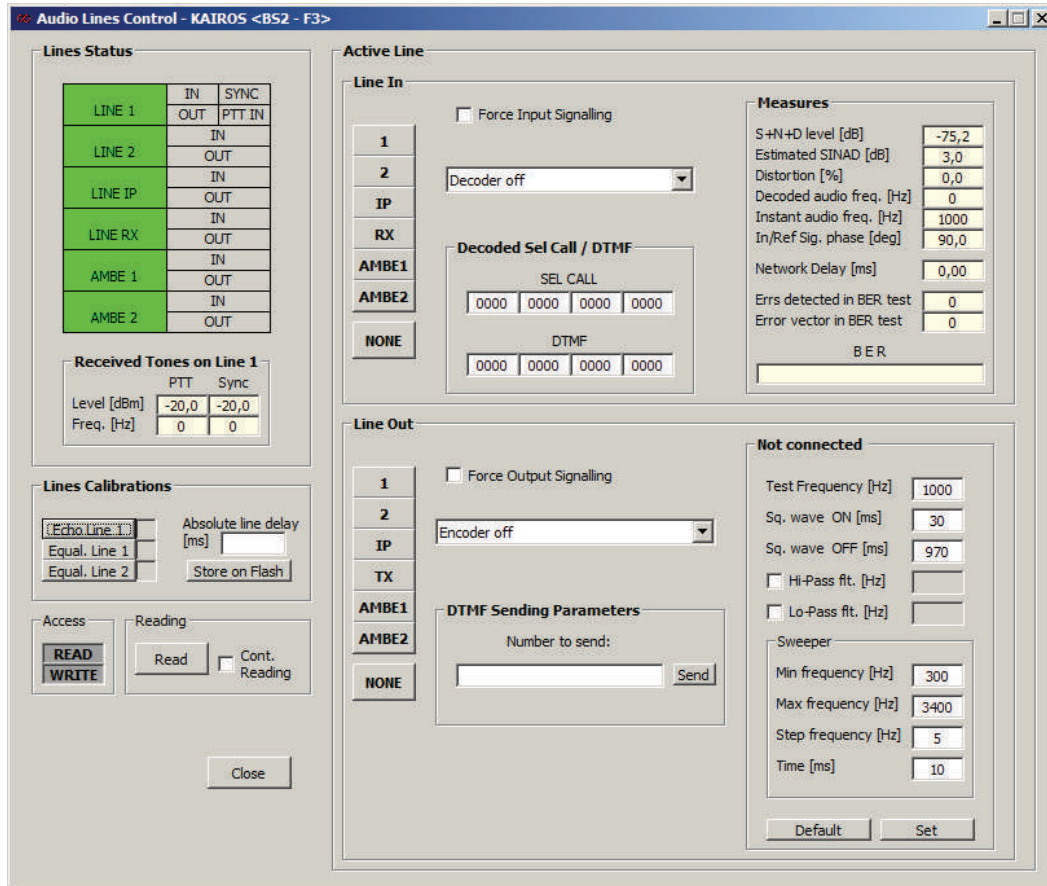 Audio Lines Control - KAIROS <BS2 - F3>
Lines Status
LINE 1
IN SYNC
OUT PTT IN
LINE 2
IN
OUT
LINE IP
IN
OUT
LINE RX
IN
OUT
AMBE 1
IN
OUT
AMBE 2
IN
OUT
Received Tones on Line 1
PTT Sync
Level [dBm] -20,0 -20,0
Freq. [Hz] 0 0
Lines Calibrations
Echo Line 1
Equal. Line 1
Equal. Line 2
Absolute line delay
[ms]
Store on Flash
Access
READ
WRITE
Reading
Read
Cont.
Reading
Close
Active Line
Line In
1
2
IP
RX
AMBE1
AMBE2
NONE
Force Input Signalling
Decoder off
Decoded Sel Call / DTMF
SEL CALL
0000 0000 0000 0000
DTMF
0000 0000 0000 0000
Measures
S+N+D level [dB] -75,2
Estimated SINAD [dB] 3,0
Distortion [%] 0,0
Decoded audio freq. [Hz] 0
Instant audio freq. [Hz] 1000
In/Ref Sig. phase [deg] 90,0
Network Delay [ms] 0,00
Errs detected in BER test 0
Error vector in BER test 0
B E R
Line Out
1
2
IP
TX
AMBE1
AMBE2
NONE
Force Output Signalling
Encoder off
DTMF Sending Parameters
Number to send:
Send
Not connected
Test Frequency [Hz] 1000
Sq. wave ON [ms] 30
Sq. wave OFF [ms] 970
Hi-Pass flt. [Hz]
Lo-Pass flt. [Hz]
Sweeper
Min frequency [Hz] 300
Max frequency [Hz] 3400
Step frequency [Hz] 5
Time [ms] 10
Default Set